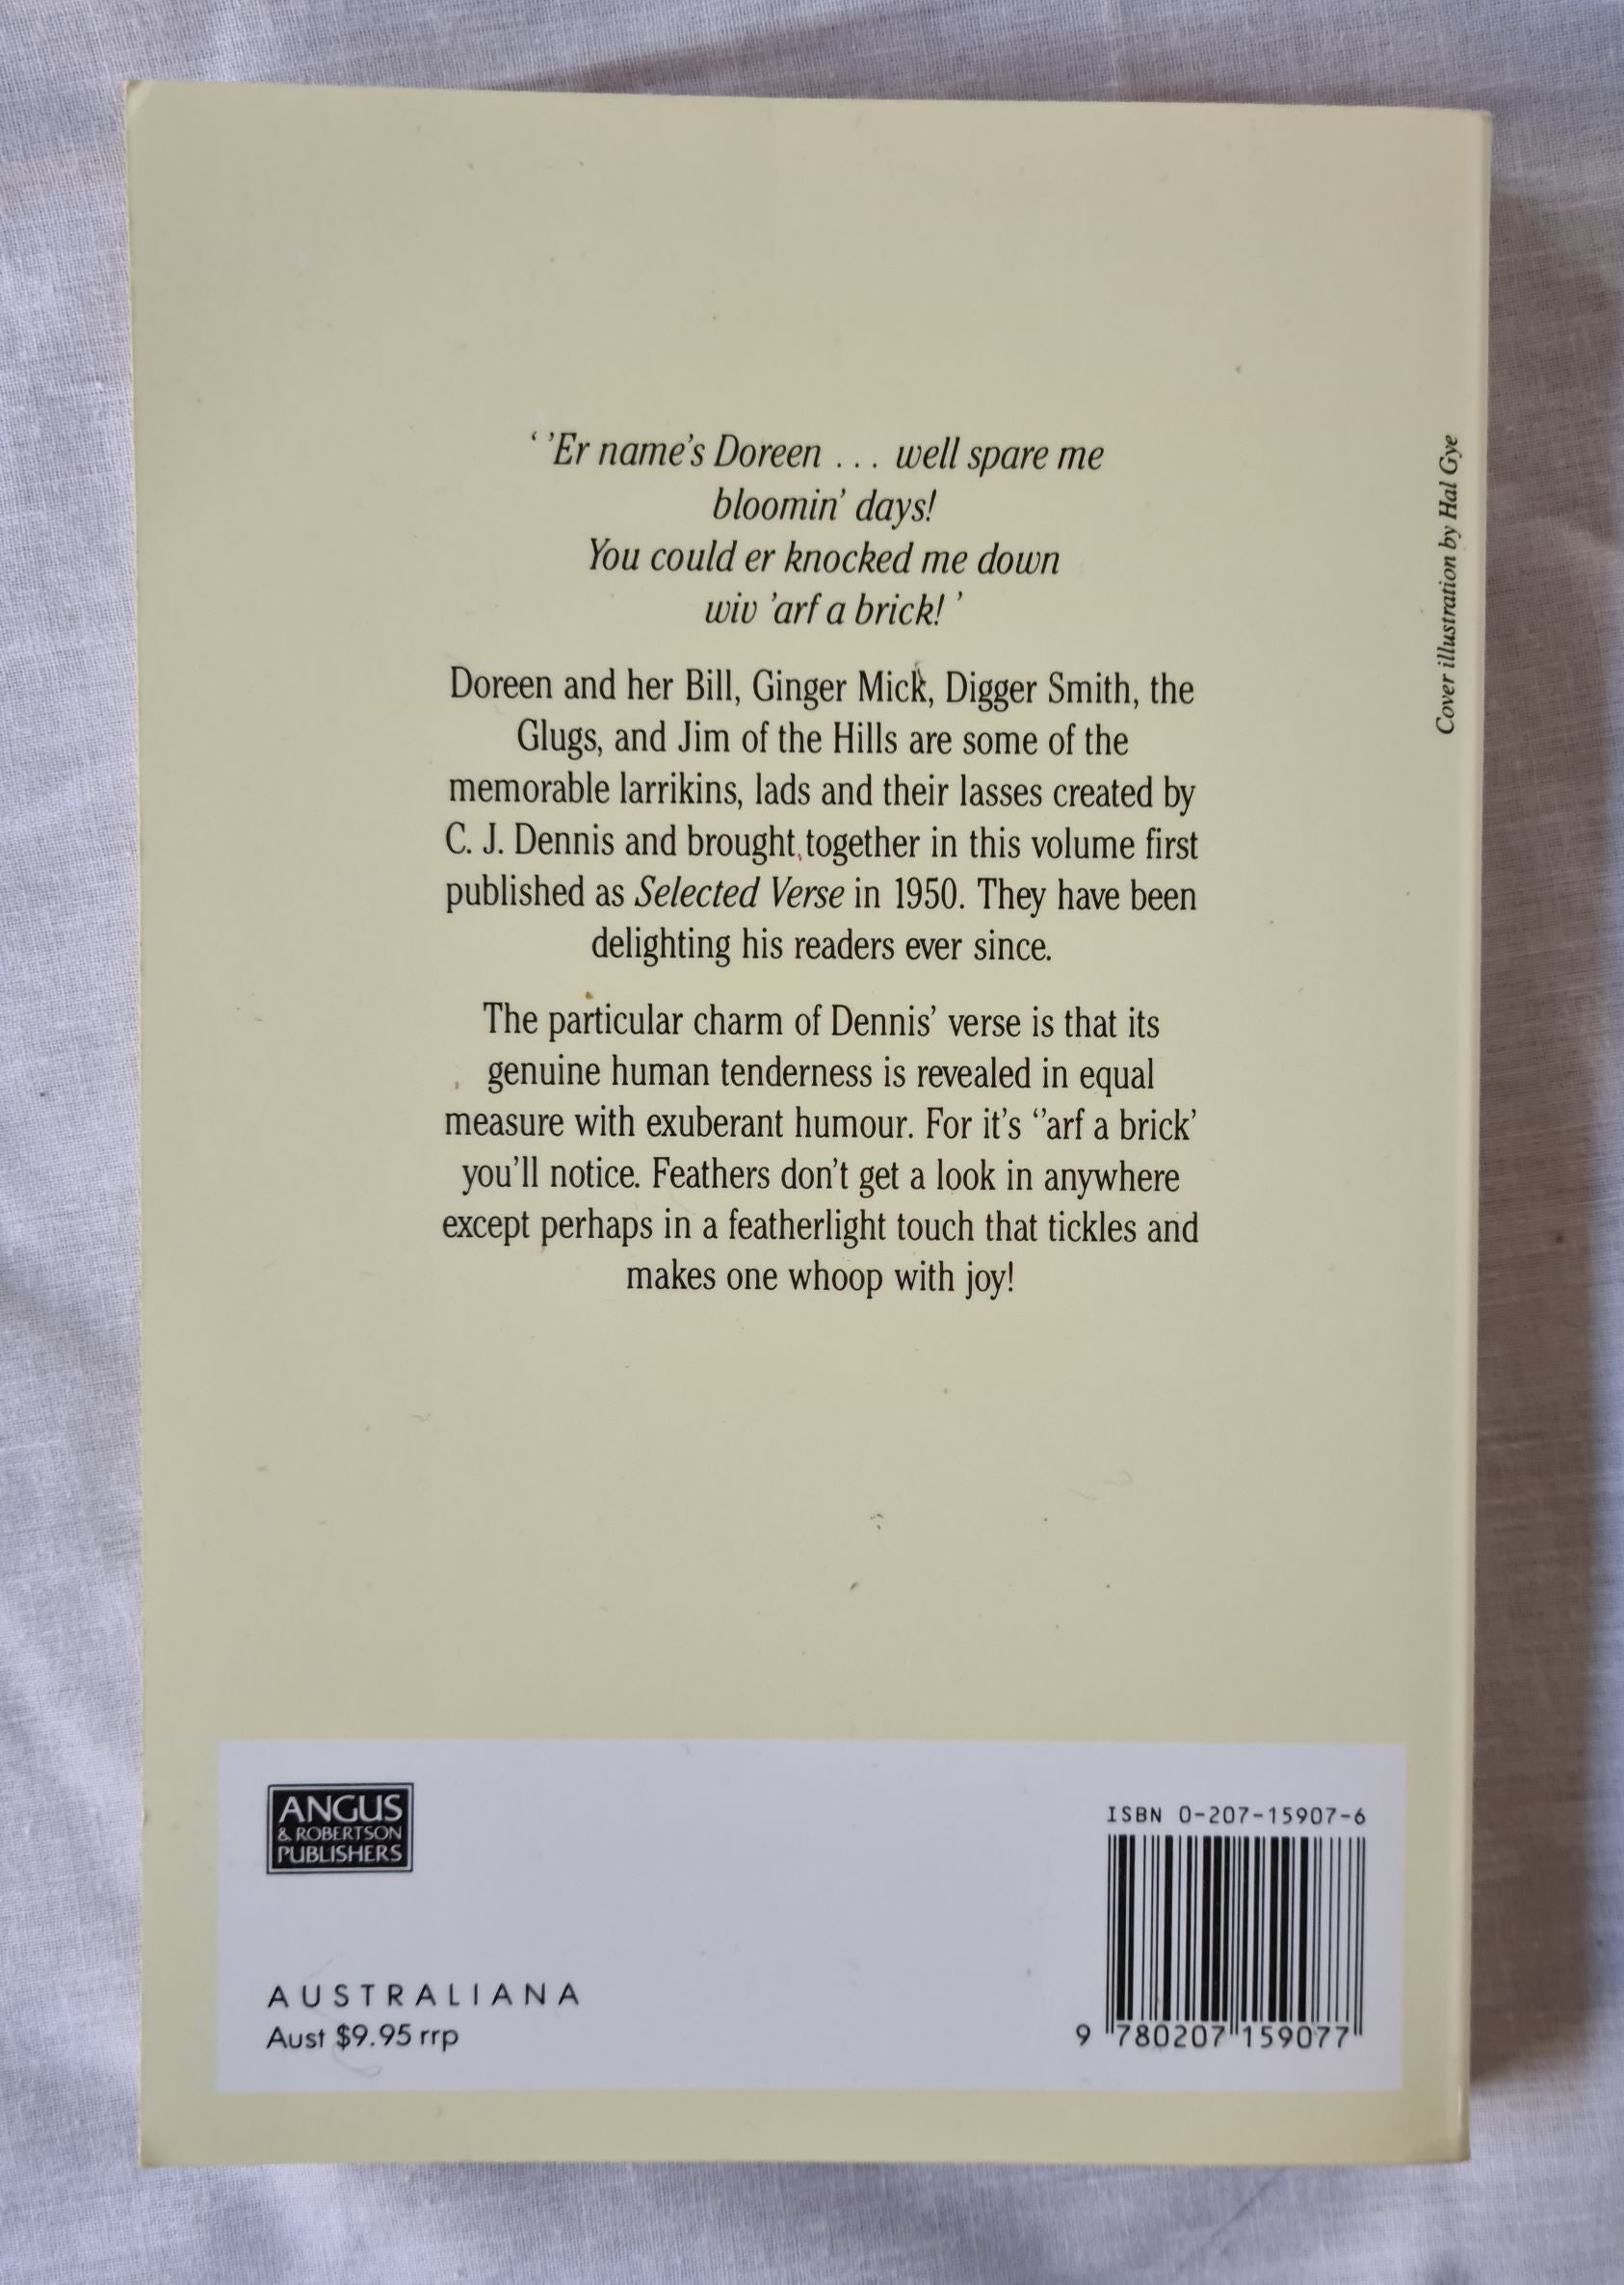 ‘ ’Er name’s Doreen . . . well spare me
bloomin’ days!
You could er knocked me down
wiv ’arf a brick! ’
Doreen and her Bill, Ginger Mick, Digger Smith, the
Glugs, and Jim of the Hills are some of the
memorable larrikins, lads and their lasses created by
C. J. Dennis and brought together in this volume first
published as Selected Verse in 1950. They have been
delighting his readers ever since.
The particular charm of Dennis’ verse is that its
genuine human tenderness is revealed in equal
measure with exuberant humour. For it’s ‘’arf a brick’
you’ll notice. Feathers don’t get a look in anywhere
except perhaps in a featherlight touch that tickles and
makes one whoop with joy!
Cover illustration by Hal Gye
ANGUS
& ROBERTSON
PUBLISHERS
AUSTRALIANA
Aust $9.95 rrp
ISBN 0-207-15907-6
9 780207 159077